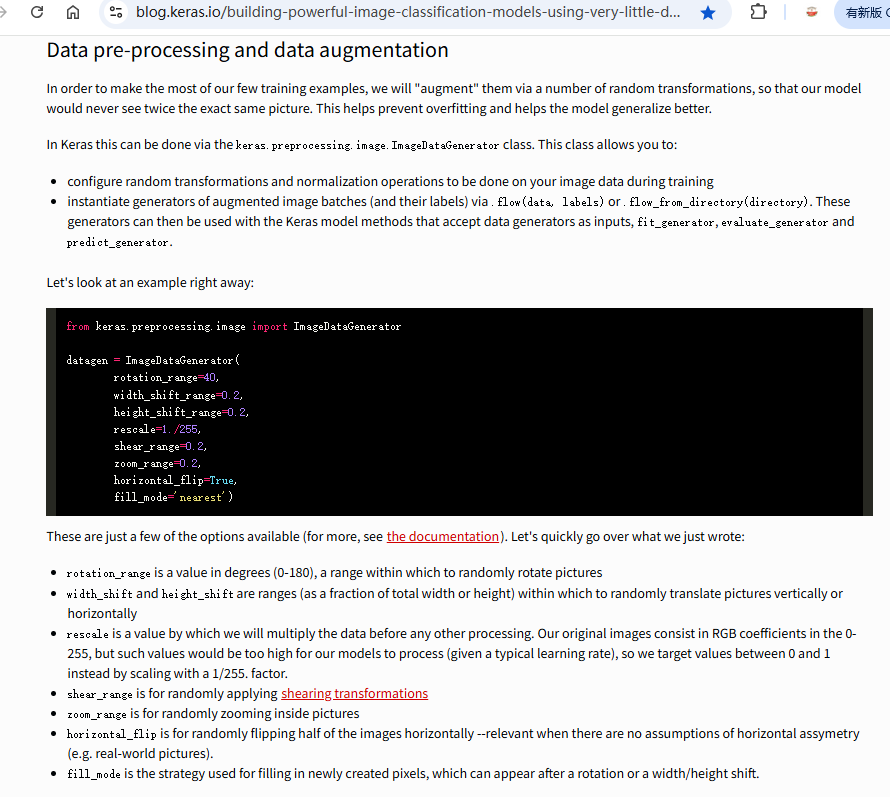 blog.keras.io/building-powerful-image-classification-models-using-very-little-d...
有新版
Data pre-processing and data augmentation
In order to make the most of our few training examples, we will "augment" them via a number of random transformations, so that our model
would never see twice the exact same picture. This helps prevent overfitting and helps the model generalize better.
In Keras this can be done via the keras.preprocessing.image.ImageDataGenerator class. This class allows you to:
• configure random transformations and normalization operations to be done on your image data during training
• instantiate generators of augmented image batches (and their labels) via .flow(data, labels) or .flow_from_directory(directory). These
generators can then be used with the Keras model methods that accept data generators as inputs, fit_generator, evaluate_generator and
predict_generator.
Let's look at an example right away:
from keras.preprocessing.image import ImageDataGenerator
datagen = ImageDataGenerator(
rotation_range=40,
width_shift_range=0.2,
height_shift_range=0.2,
rescale=1./255,
shear_range=0.2,
zoom_range=0.2,
horizontal_flip=True,
fill_mode='nearest')
These are just a few of the options available (for more, see the documentation). Let's quickly go over what we just wrote:
• rotation_range is a value in degrees (0-180), a range within which to randomly rotate pictures
• width_shift and height_shift are ranges (as a fraction of total width or height) within which to randomly translate pictures vertically or
horizontally
• rescale is a value by which we will multiply the data before any other processing. Our original images consist in RGB coefficients in the 0-
255, but such values would be too high for our models to process (given a typical learning rate), so we target values between 0 and 1
instead by scaling with a 1/255. factor.
• shear_range is for randomly applying shearing transformations
• zoom_range is for randomly zooming inside pictures
• horizontal_flip is for randomly flipping half of the images horizontally --relevant when there are no assumptions of horizontal assymetry
(e.g. real-world pictures).
• fill_mode is the strategy used for filling in newly created pixels, which can appear after a rotation or a width/height shift.